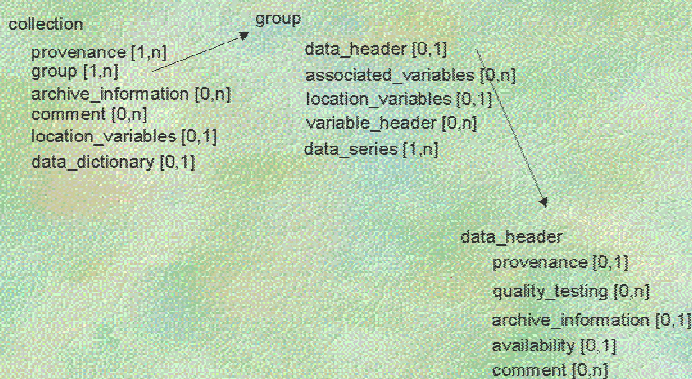 collection
provenance [1,n]
group [1,n]
archive_information [0,n]
comment [0,n]
location_variables [0,1]
data_dictionary [0,1]
group
data_header [0,1]
associated_variables [0,n]
location_variables [0,1]
variable_header [0,n]
data_series [1,n]
data_header
provenance [0,1]
quality_testing [0,n]
archive_information [0,1]
availability [0,1]
comment [0,n]